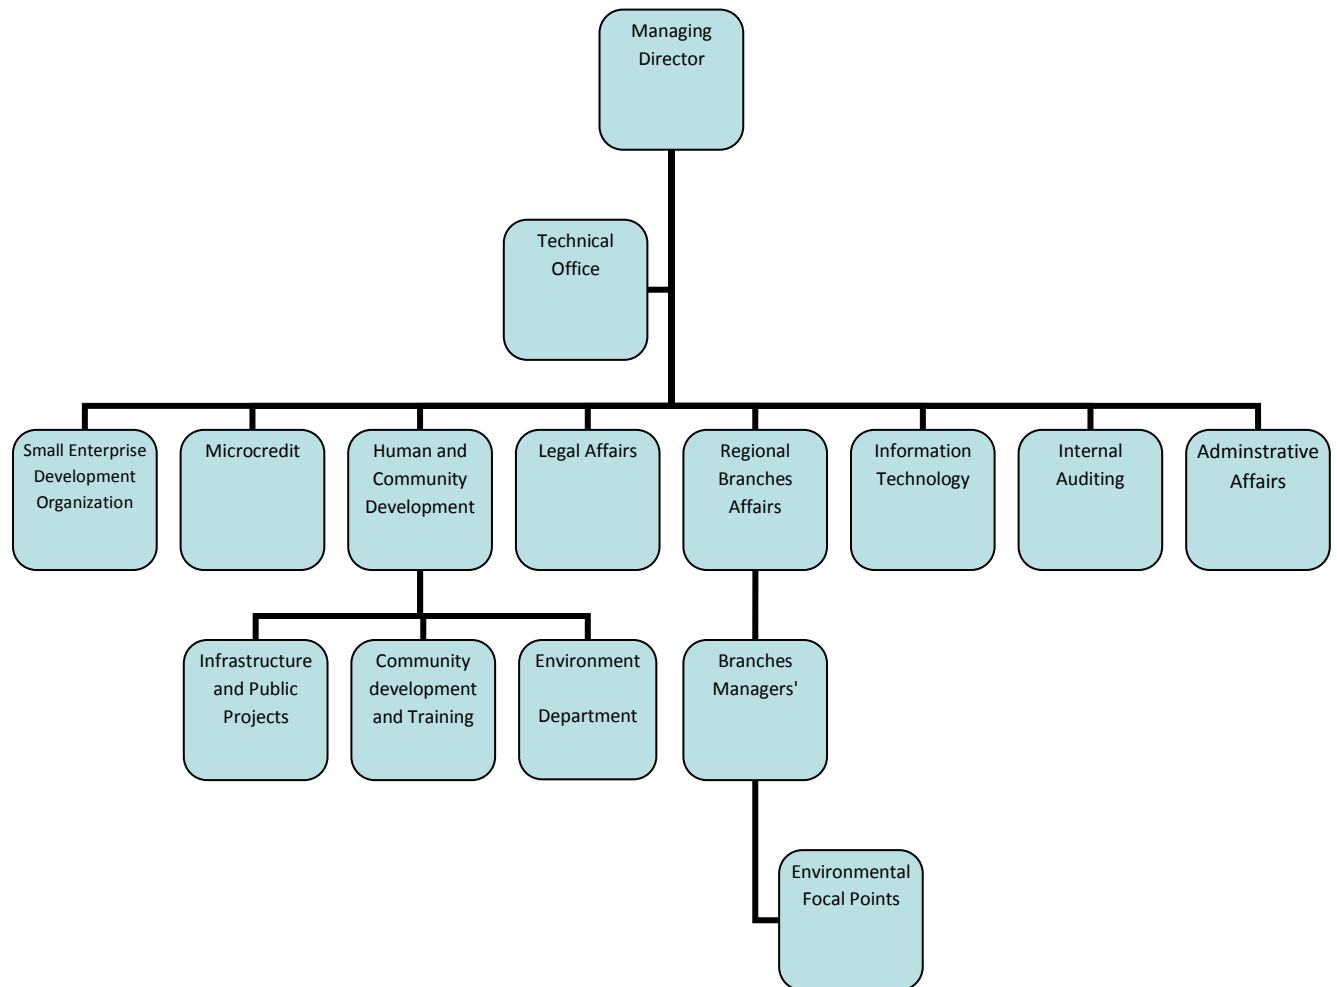 Managing
Director
Technical
Office
Small Enterprise
Development
Organization
Microcredit
Human and
Community
Development
Legal Affairs
Regional
Branches
Affairs
Information
Technology
Internal
Auditing
Adminstrative
Affairs
Infrastructure
and Public
Projects
Community
development
and Training
Environment
Department
Branches
Managers'
Environmental
Focal Points